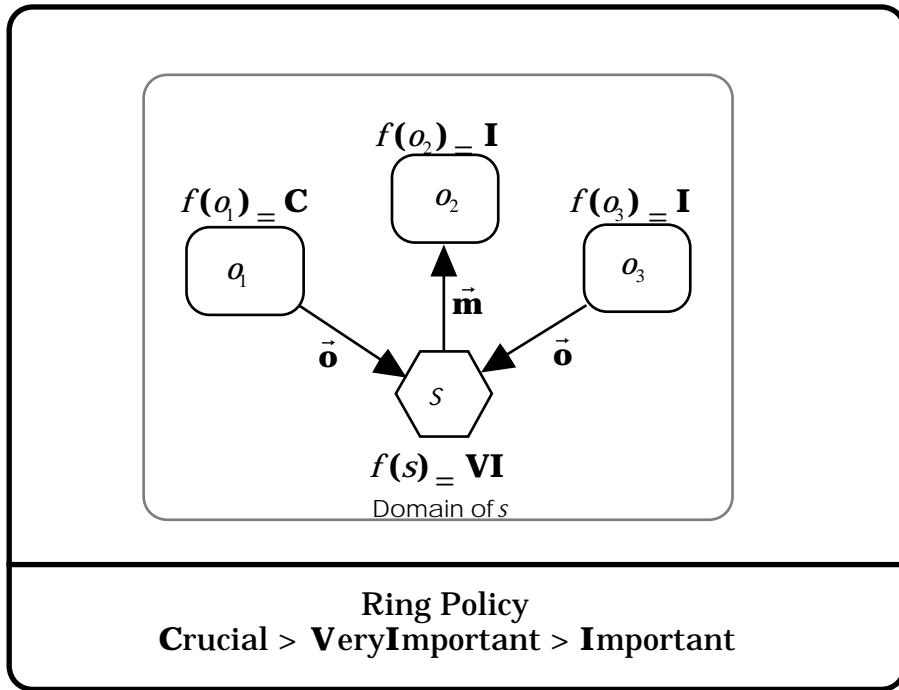 f(o₂) = I
o₂
f(o₁) = C
f(o₃) = I
o₁
o₃
m⃗
o⃗
o⃗
s
f(s) = VI
Domain of s
Ring Policy
Crucial > VeryImportant > Important